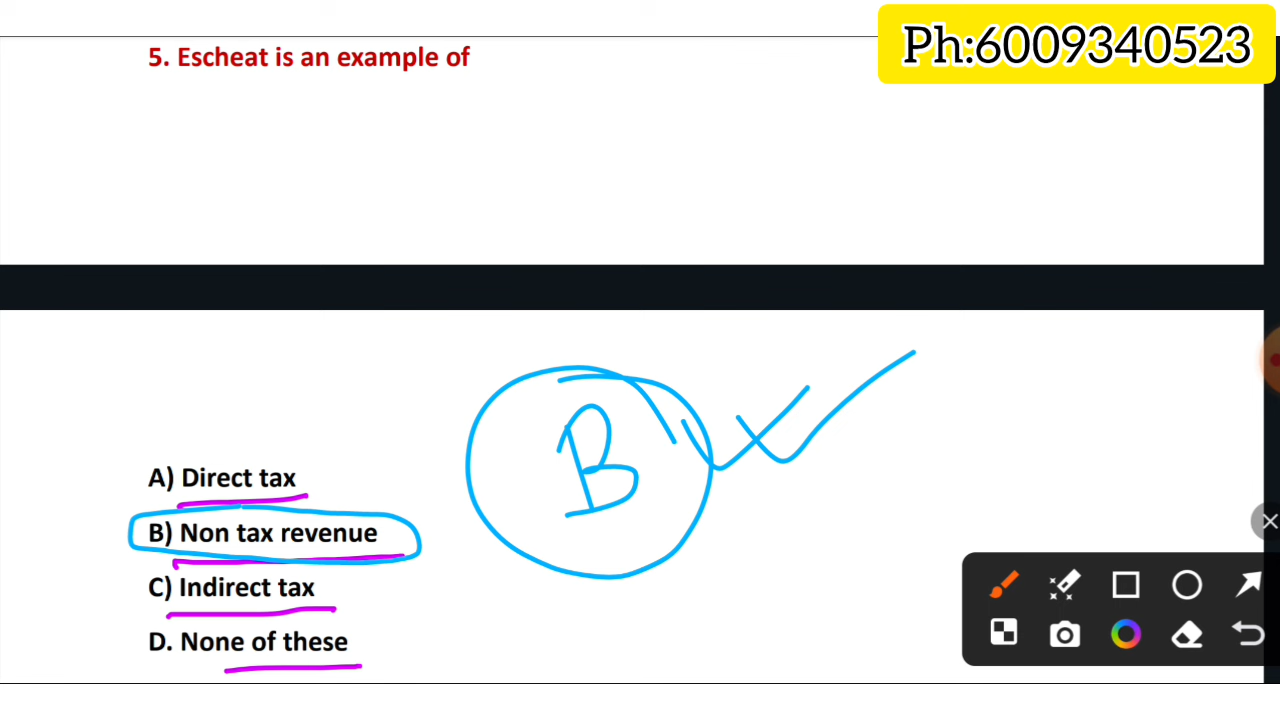 Ph:6009340523
5. Escheat is an example of
B
A) Direct tax
B) Non tax revenue
C) Indirect tax
D. None of these